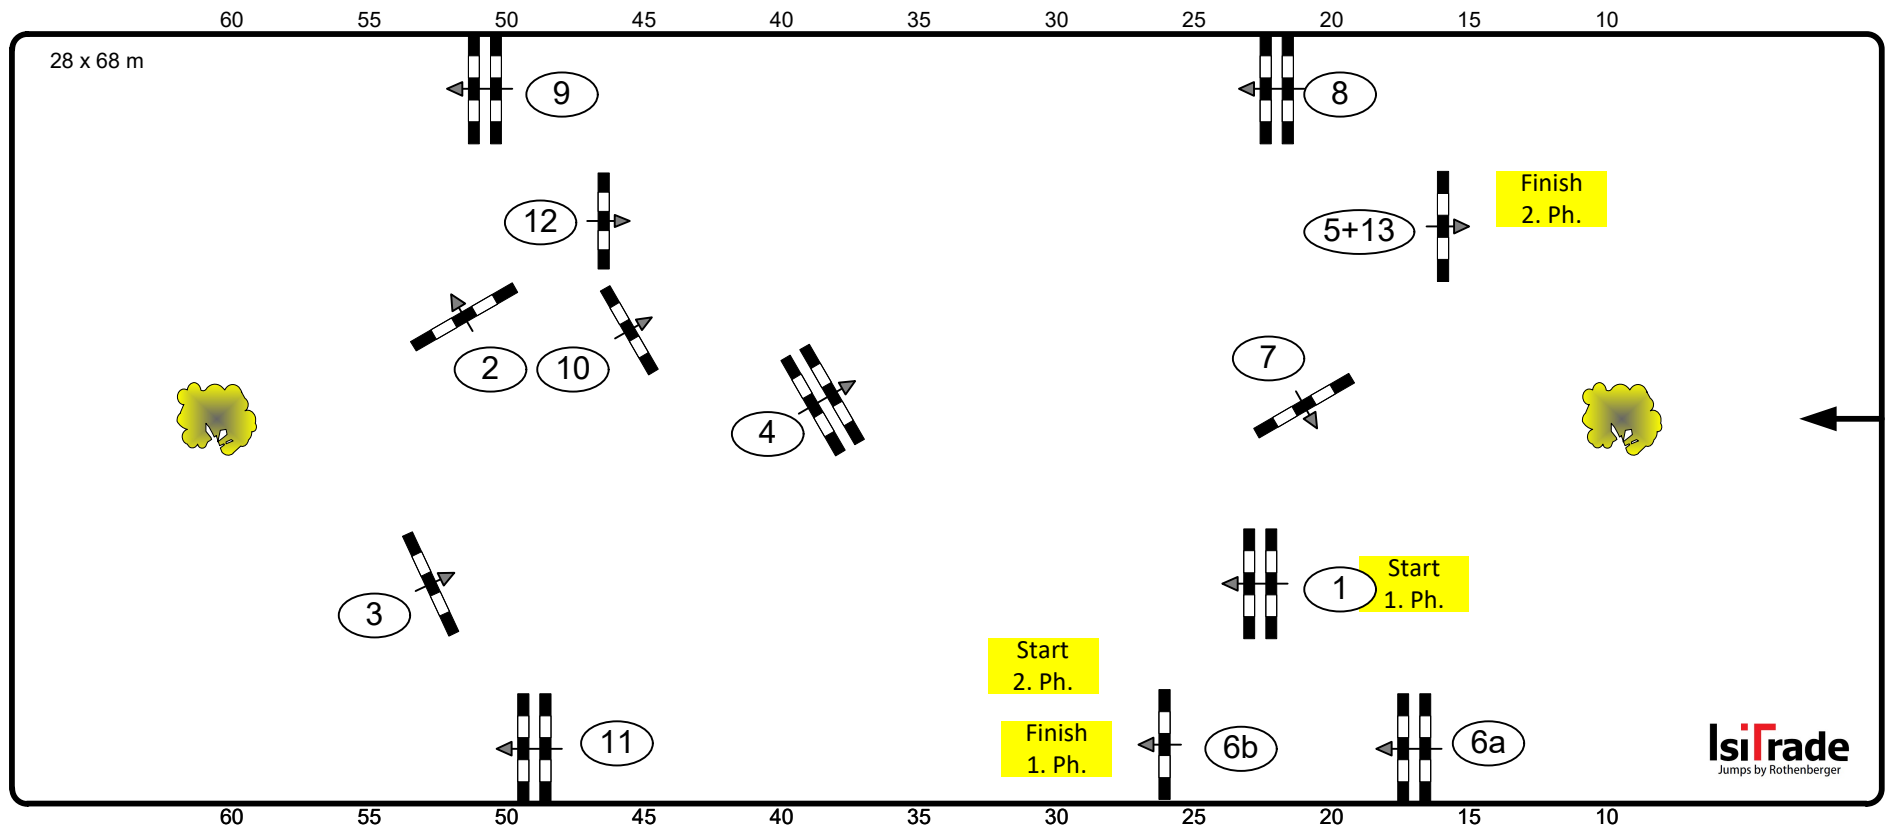 60 55 50 45 40 35 30 25 20 15 10
28 x 68 m
9
8
12
5+13
Finish
2. Ph.
2
10
7
4
3
1
Start
1. Ph.
Start
2. Ph.
11
Finish
1. Ph.
6b
6a
IsiTrade
Jumps by Rothenberger
60 55 50 45 40 35 30 25 20 15 10